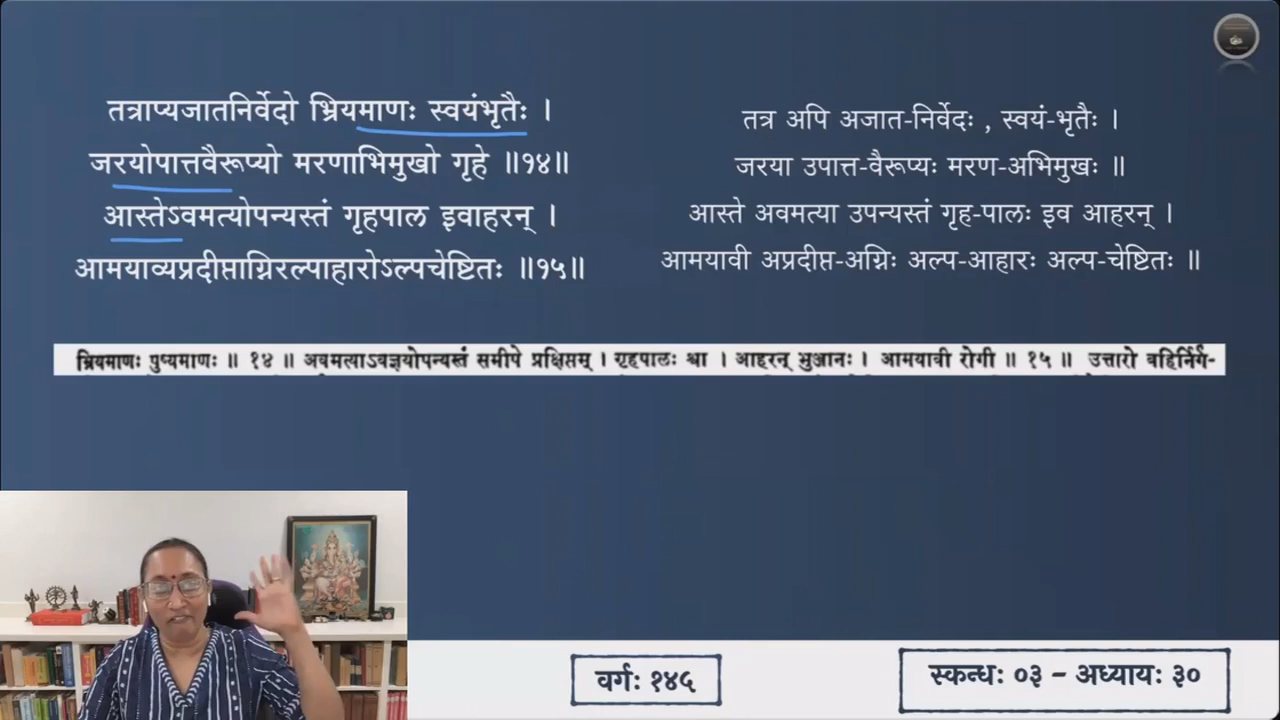 तत्राप्यजातनिर्वेदो भ्रियमाणः स्वयंभृतैः ।
जरयोपात्तवैरूप्यो मरणाभिमुखो गृहे ॥१४॥
आस्तेऽवमत्योपन्यस्तं गृहपाल इवाहरन् ।
आमयाव्यप्रदीप्ताग्निरल्पाहारोऽल्पचेष्टितः ॥१५॥
तत्र अपि अजात-निर्वेदः , स्वयं-भृतैः ।
जरया उपात्त-वैरूप्यः मरण-अभिमुखः ॥
आस्ते अवमत्या उपन्यस्तं गृह-पालः इव आहरन् ।
आमयावी अप्रदीप्त-अग्निः अल्प-आहारः अल्प-चेष्टितः ॥
म्रियमाणः पुष्यमाणः ॥ १४ ॥ अवमत्याऽवज्ञयोपन्यस्तं समीपे प्रक्षिप्तम् । गृहपालः श्वा । आहरन् भुञ्जानः । आमयावी रोगी ॥ १५ ॥ उत्तारो बहिर्निर्ग-
वर्गः १४५
स्कन्धः ०३ – अध्यायः ३०